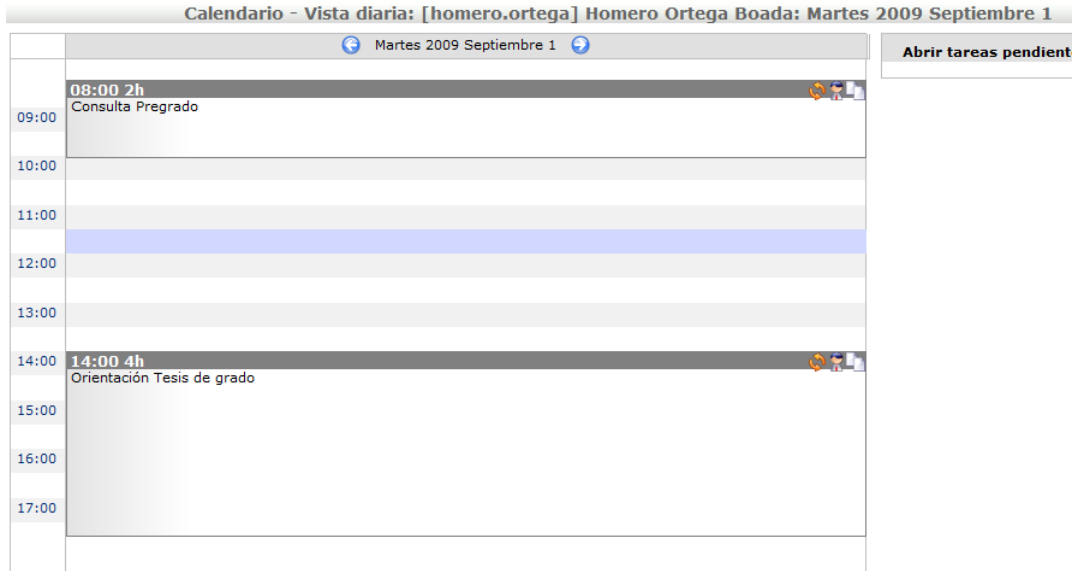 Calendario - Vista diaria: [homero.ortega] Homero Ortega Boada: Martes 2009 Septiembre 1
Martes 2009 Septiembre 1
Abrir tareas
08:00 2h
Consulta Pregrado
09:00
10:00
11:00
12:00
13:00
14:00
14:00 4h
Orientación Tesis de grado
15:00
16:00
17:00